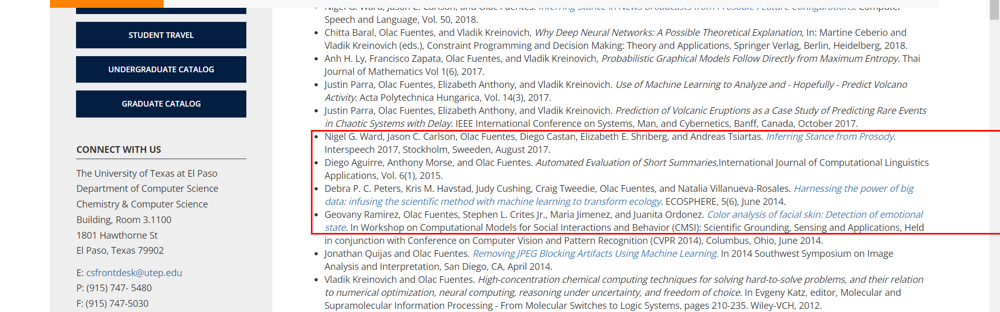 STUDENT TRAVEL
UNDERGRADUATE CATALOG
GRADUATE CATALOG
CONNECT WITH US
The University of Texas at El Paso
Department of Computer Science
Chemistry & Computer Science
Building, Room 3.1100
1801 Hawthorne St
El Paso, Texas 79902
E: csfrontdesk@utep.edu
P: (915) 747- 5480
F: (915) 747-5030
Nigel G. Ward, Jason C. Carlson, and Olac Fuentes. Inferring Stance in News Broadcasts from Prosodic Feature Configurations. Computer
Speech and Language, Vol. 50, 2018.
Chitta Baral, Olac Fuentes, and Vladik Kreinovich, Why Deep Neural Networks: A Possible Theoretical Explanation, In: Martine Ceberio and
Vladik Kreinovich (eds.), Constraint Programming and Decision Making: Theory and Applications, Springer Verlag, Berlin, Heidelberg, 2018.
Anh H. Ly, Francisco Zapata, Olac Fuentes, and Vladik Kreinovich, Probabilistic Graphical Models Follow Directly from Maximum Entropy. Thai
Journal of Mathematics Vol 1(6), 2017.
Justin Parra, Olac Fuentes, Elizabeth Anthony, and Vladik Kreinovich. Use of Machine Learning to Analyze and - Hopefully - Predict Volcano
Activity. Acta Polytechnica Hungarica, Vol. 14(3), 2017.
Justin Parra, Olac Fuentes, Elizabeth Anthony, and Vladik Kreinovich. Prediction of Volcanic Eruptions as a Case Study of Predicting Rare Events
in Chaotic Systems with Delay. IEEE International Conference on Systems, Man, and Cybernetics, Banff, Canada, October 2017.
Nigel G. Ward, Jason C. Carlson, Olac Fuentes, Diego Castan, Elizabeth E. Shriberg, and Andreas Tsiartas. Inferring Stance from Prosody.
Interspeech 2017, Stockholm, Sweeden, August 2017.
Diego Aguirre, Anthony Morse, and Olac Fuentes. Automated Evaluation of Short Summaries,International Journal of Computational Linguistics
Applications, Vol. 6(1), 2015.
Debra P. C. Peters, Kris M. Havstad, Judy Cushing, Craig Tweedie, Olac Fuentes, and Natalia Villanueva-Rosales. Harnessing the power of big
data: infusing the scientific method with machine learning to transform ecology. ECOSPHERE, 5(6), June 2014.
Geovany Ramirez, Olac Fuentes, Stephen L. Crites Jr., Maria Jimenez, and Juanita Ordonez. Color analysis of facial skin: Detection of emotional
state. In Workshop on Computational Models for Social Interactions and Behavior (CMSI): Scientific Grounding, Sensing and Applications, Held
in conjunction with Conference on Computer Vision and Pattern Recognition (CVPR 2014), Columbus, Ohio, June 2014.
Jonathan Quijas and Olac Fuentes. Removing JPEG Blocking Artifacts Using Machine Learning. In 2014 Southwest Symposium on Image
Analysis and Interpretation, San Diego, CA, April 2014.
Vladik Kreinovich and Olac Fuentes. High-concentration chemical computing techniques for solving hard-to-solve problems, and their relation
to numerical optimization, neural computing, reasoning under uncertainty, and freedom of choice. In Evgeny Katz, editor, Molecular and
Supramolecular Information Processing - From Molecular Switches to Logic Systems, pages 210-235. Wiley-VCH, 2012.